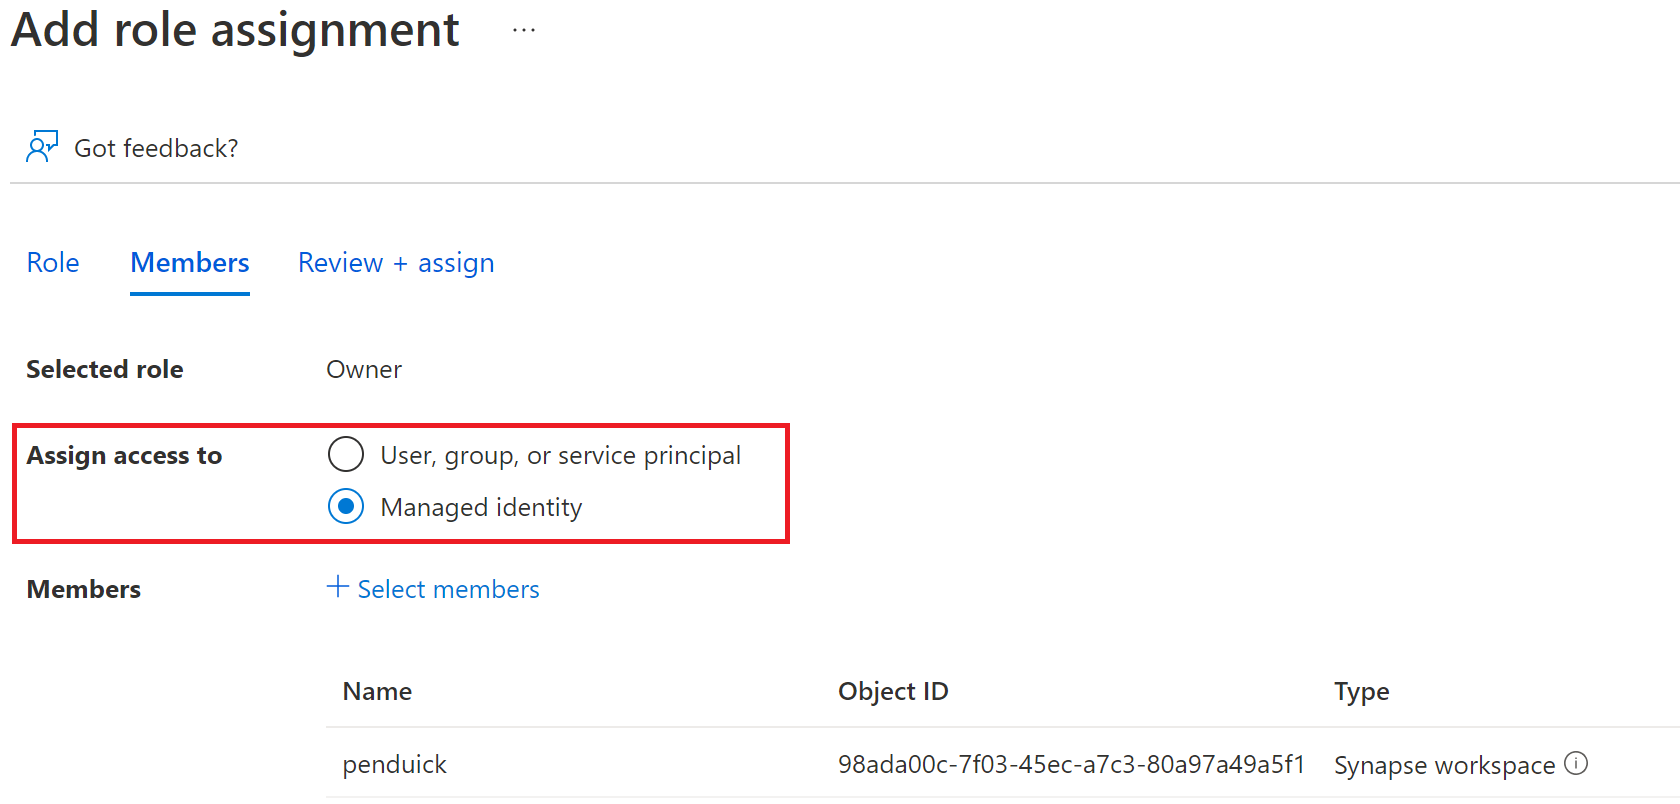 Add role assignment ...
Got feedback?
Role Members Review + assign
Selected role Owner
Assign access to User, group, or service principal
Managed identity
Members + Select members
Name Object ID Type
penduick 98ada00c-7f03-45ec-a7c3-80a97a49a5f1 Synapse workspace